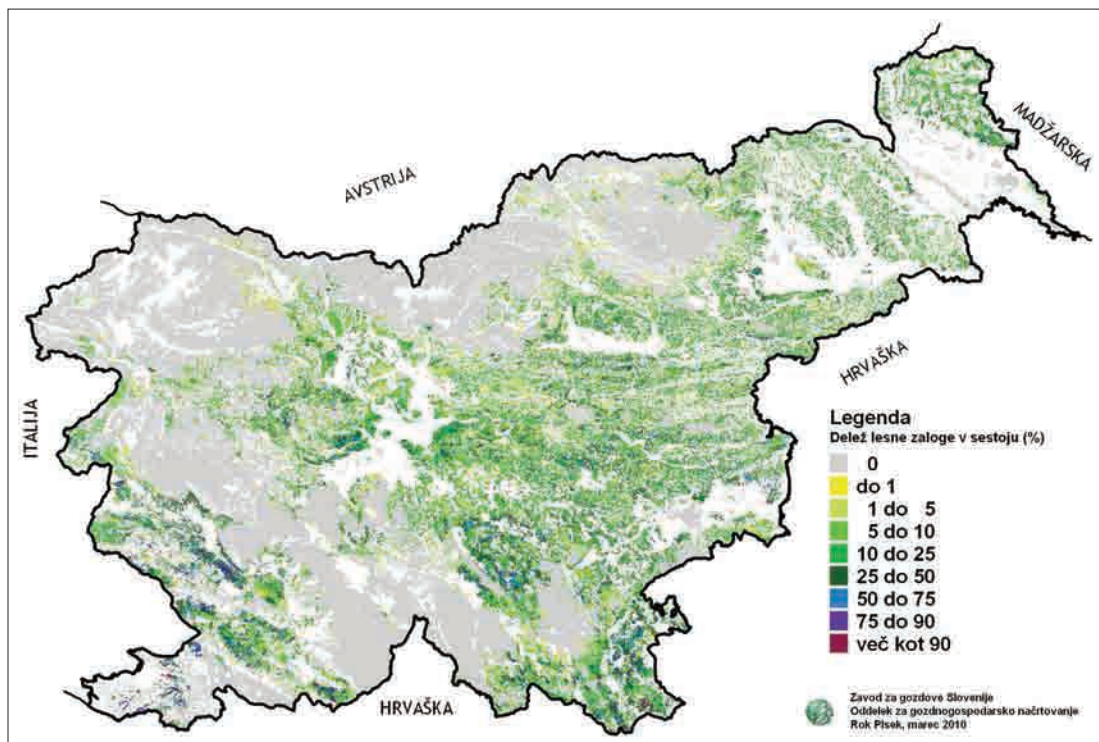 MADŽARSKA
AVSTRIJA
HRVAŠKA
ITALIJA
Legenda
Delež lesne zaloge v sestoju (%)
0
do 1
1 do 5
5 do 10
10 do 25
25 do 50
50 do 75
75 do 90
več kot 90
HRVAŠKA
Zavod za gozdove Slovenije
Oddelek za gozdnogospodarsko načrtovanje
Rok Pisek, marec 2010